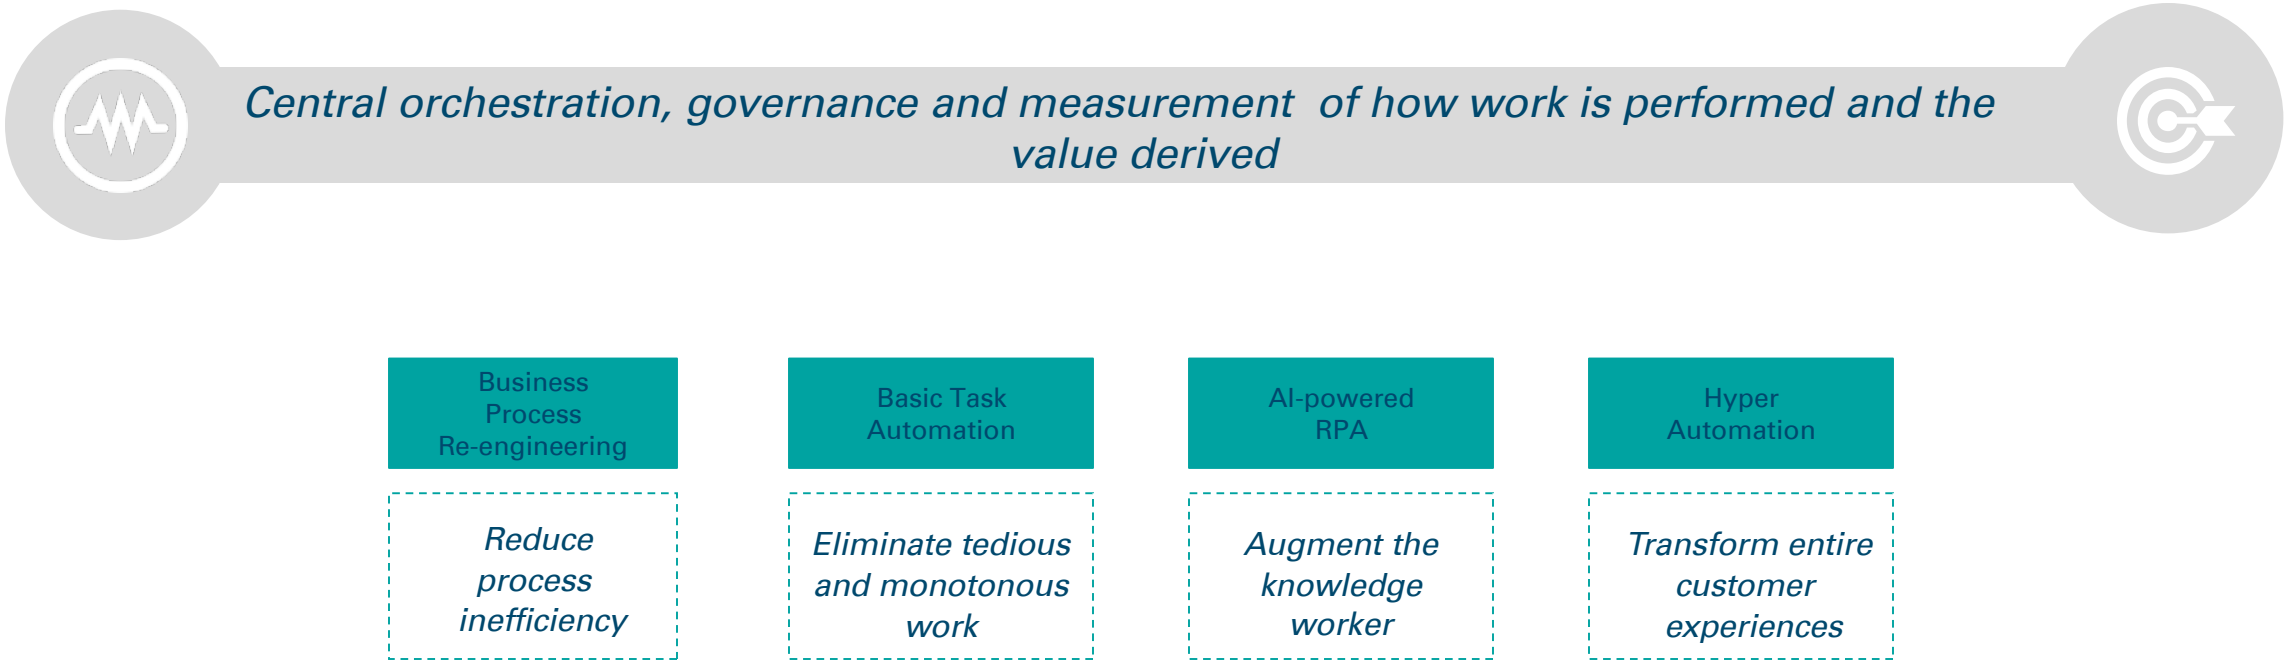 Central orchestration, governance and measurement  of how work is performed and the
value derived
Business
Process
Re-engineering
Basic Task
Automation
AI-powered
RPA
Hyper
Automation
Reduce
process
inefficiency
Eliminate tedious
and monotonous
work
Augment the
knowledge
worker
Transform entire
customer
experiences